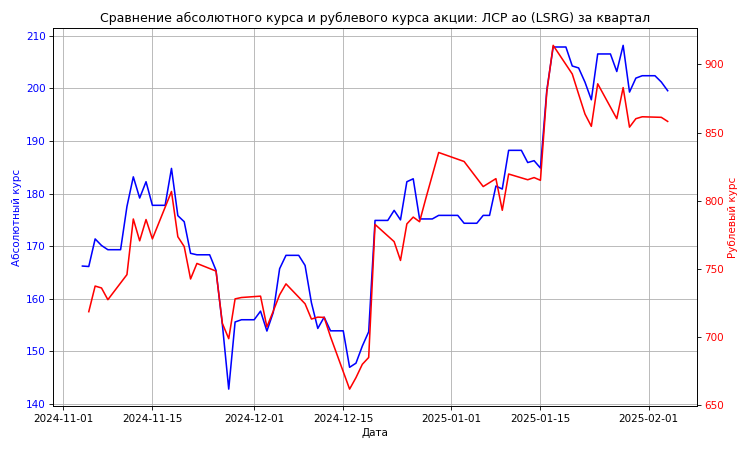 Сравнение абсолютного курса и рублевого курса акции: ЛСР ао (LSRG) за квартал
210
200
190
180
170
160
150
140
Абсолютный курс
900
850
800
750
700
650
Рублевый курс
2024-11-01 2024-11-15 2024-12-01 2024-12-15 2025-01-01 2025-01-15 2025-02-01
Дата